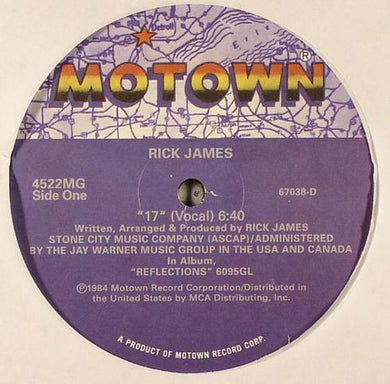 Detroit
MOTOWN®
RICK JAMES
4522MG
Side One
67038-D
"17" (Vocal) 6:40
Written, Arranged & Produced by RICK JAMES
STONE CITY MUSIC COMPANY (ASCAP)/ADMINISTERED
BY THE JAY WARNER MUSIC GROUP IN THE USA AND CANADA
In Album,
"REFLECTIONS" 6095GL
℗1984 Motown Record Corporation/Distributed in
the United States by MCA Distributing, Inc.
A PRODUCT OF MOTOWN RECORD CORP.